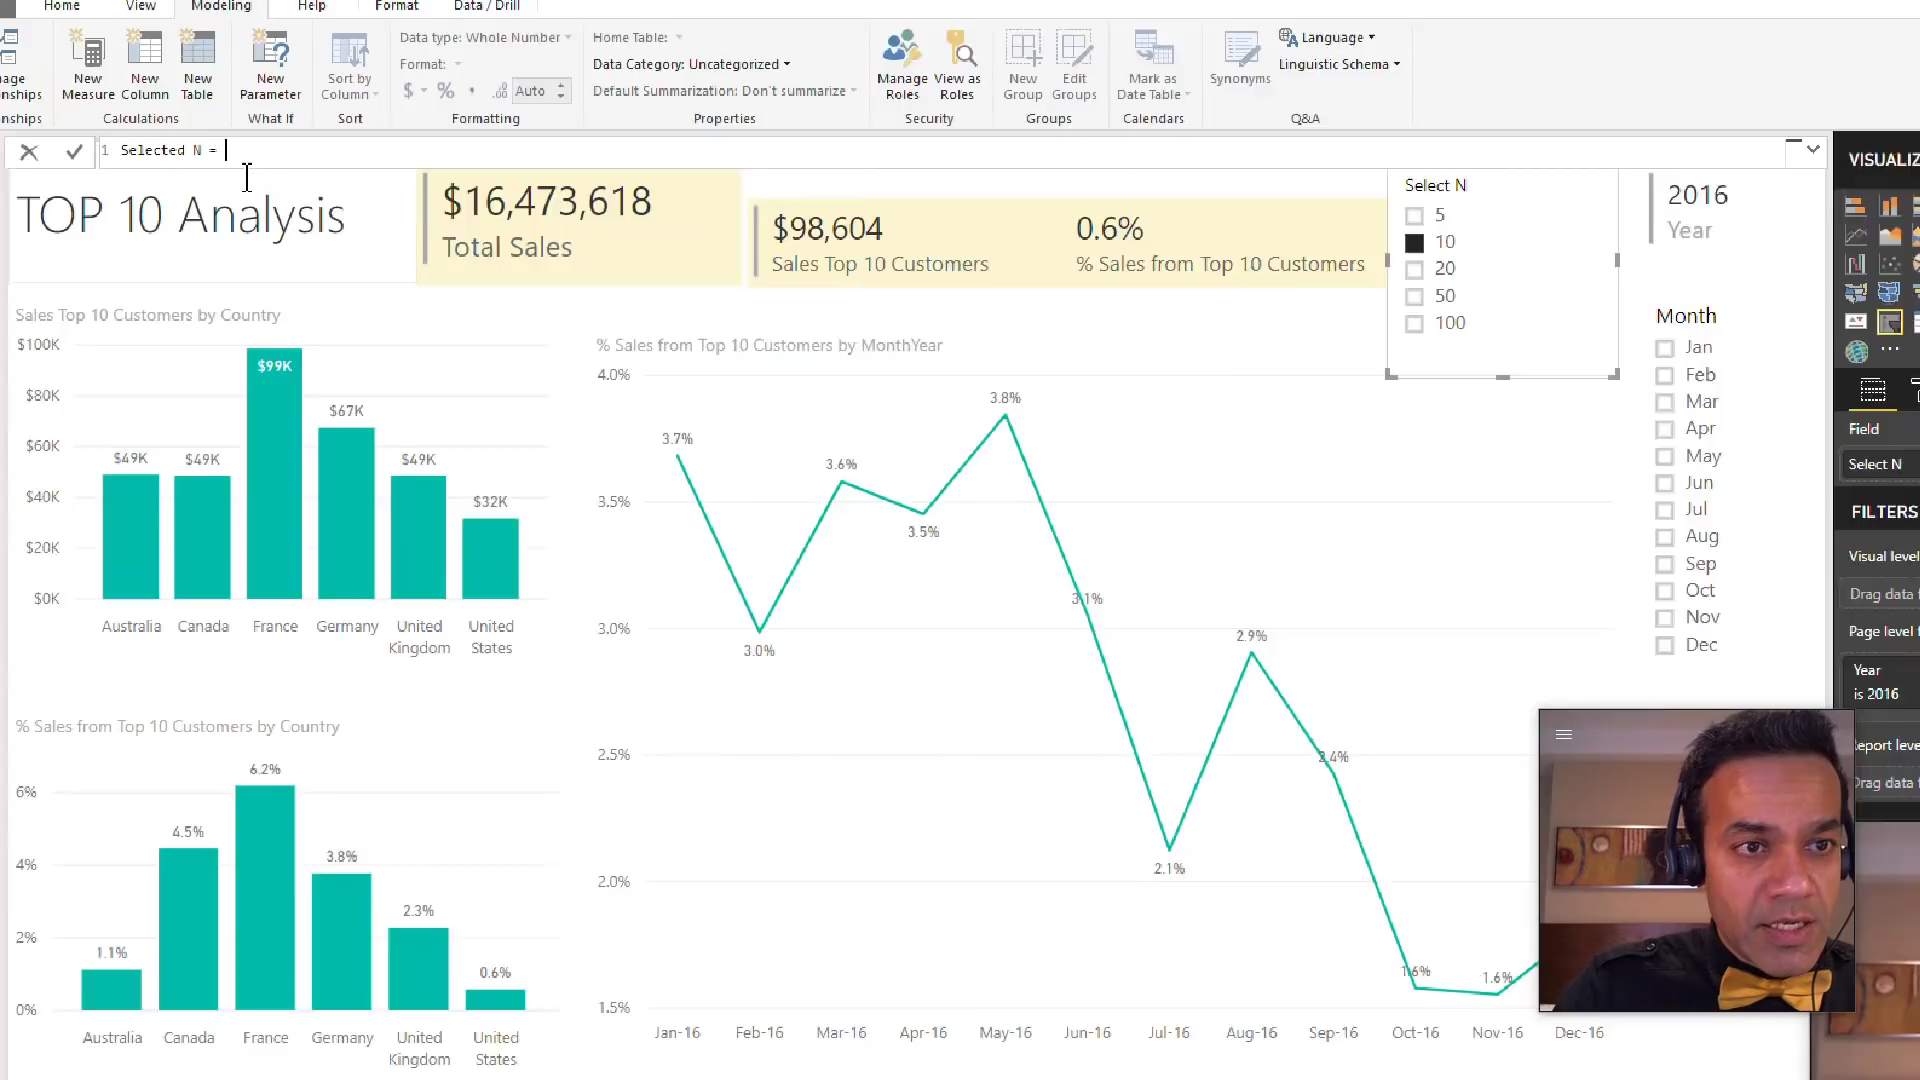 Home View Modeling Help Format Data / Drill
New Measure
New Column
New Table
Calculations
New Parameter
What If
Sort by Column
Sort
Data type: Whole Number
Format:
$ % , .00 Auto
Formatting
Home Table:
Data Category: Uncategorized
Default Summarization: Don't summarize
Properties
Manage Roles
View as Roles
Security
New Group
Edit Groups
Groups
Mark as Date Table
Calendars
Synonyms
Language
Linguistic Schema
Q&A
1 Selected N =
TOP 10 Analysis
$16,473,618
Total Sales
$98,604
Sales Top 10 Customers
0.6%
% Sales from Top 10 Customers
Select N
5
10
20
50
100
2016
Year
Month
Jan
Feb
Mar
Apr
May
Jun
Jul
Aug
Sep
Oct
Nov
Dec
Sales Top 10 Customers by Country
$100K
$80K
$60K
$40K
$20K
$0K
$49K $49K $99K $67K $49K $32K
Australia Canada France Germany United Kingdom United States
% Sales from Top 10 Customers by Country
6%
4%
2%
0%
1.1% 4.5% 6.2% 3.8% 2.3% 0.6%
Australia Canada France Germany United Kingdom United States
% Sales from Top 10 Customers by MonthYear
4.0%
3.5%
3.0%
2.5%
2.0%
1.5%
3.7% 3.0% 3.6% 3.5% 3.8% 3.1% 2.1% 2.9% 2.4% 1.6% 1.6%
Jan-16 Feb-16 Mar-16 Apr-16 May-16 Jun-16 Jul-16 Aug-16 Sep-16 Oct-16 Nov-16 Dec-16
VISUALIZ
Field
Select N
FILTERS
Visual level
Drag data f
Page level f
Year
is 2016
Report leve
Drag data f